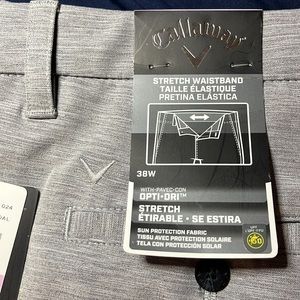 Callaway
STRETCH WAISTBAND
TAILLE ÉLASTIQUE
PRETINA ELÁSTICA
38W
WITH•AVEC•CON
OPTI•DRI™
STRETCH
ÉTIRABLE • SE ESTIRA
SUN PROTECTION FABRIC
TISSU AVEC PROTECTION SOLAIRE
TELA CON PROTECCIÓN SOLAR